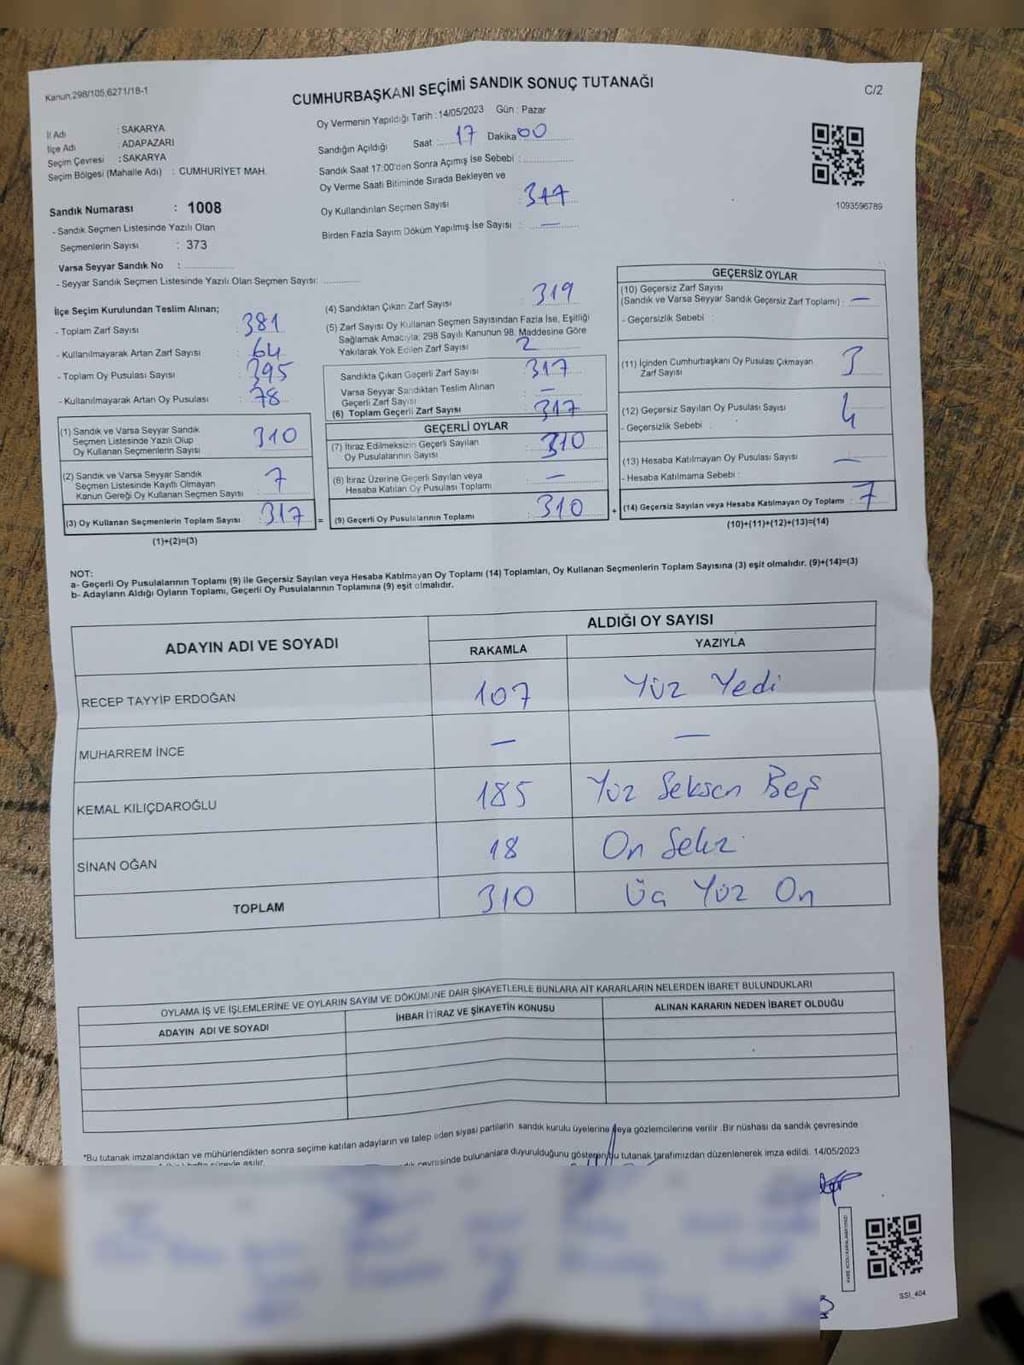 Kanun,298/105,6271/18-1
CUMHURBAŞKANI SEÇİMİ SANDIK SONUÇ TUTANAĞI
C/2
İl Adı : SAKARYA
İlçe Adı : ADAPAZARI
Seçim Çevresi : SAKARYA
Seçim Bölgesi (Mahalle Adı) : CUMHURİYET MAH.
Sandık Numarası : 1008
- Sandık Seçmen Listesinde Yazılı Olan
Seçmenlerin Sayısı : 373
Varsa Seyyar Sandık No :
- Seyyar Sandık Seçmen Listesinde Yazılı Olan Seçmen Sayısı:
Oy Vermenin Yapıldığı Tarih : 14/05/2023 Gün : Pazar
Sandığın Açıldığı Saat: 17 Dakika 00
Sandık Saat 17:00'den Sonra Açımış İse Sebebi :
Oy Verme Saati Bitiminde Sırada Bekleyen ve
Oy Kullandırılan Seçmen Sayısı
Birden Fazla Sayım Döküm Yapılmış İse Sayısı : —
1093596789
İlçe Seçim Kurulundan Teslim Alınan;
- Toplam Zarf Sayısı : 381
- Kullanılmayarak Artan Zarf Sayısı : 64
- Toplam Oy Pusulası Sayısı : 395
- Kullanılmayarak Artan Oy Pusulası : 78
(1) Sandık ve Varsa Seyyar Sandık
Seçmen Listesinde Yazılı Olup
Oy Kullanan Seçmenlerin Sayısı : 310
(2) Sandık ve Varsa Seyyar Sandık
Seçmen Listesinde Kayıtlı Olmayan
Kanun Gereği Oy Kullanan Seçmen Sayısı : 7
(3) Oy Kullanan Seçmenlerin Toplam Sayısı : 317 =
(1)+(2)=(3)
(4) Sandıktan Çıkan Zarf Sayısı : 319
(5) Zarf Sayısı Oy Kullanan Seçmen Sayısından Fazla İse, Eşitliği
Sağlamak Amacıyla; 298 Sayılı Kanunun 98. Maddesine Göre
Yakılarak Yok Edilen Zarf Sayısı : 2
Sandıkta Çıkan Geçerli Zarf Sayısı : 317
Varsa Seyyar Sandıktan Teslim Alınan
Geçerli Zarf Sayısı : —
(6) Toplam Geçerli Zarf Sayısı : 317
GEÇERLİ OYLAR
(7) İtiraz Edilmeksizin Geçerli Sayılan
Oy Pusulalarının Sayısı : 310
(8) İtiraz Üzerine Geçerli Sayılan veya
Hesaba Katılan Oy Pusulası Toplamı : —
(9) Geçerli Oy Pusulalarının Toplamı : 310 +
GEÇERSİZ OYLAR
(10) Geçersiz Zarf Sayısı
(Sandık ve Varsa Seyyar Sandık Geçersiz Zarf Toplamı) : —
- Geçersizlik Sebebi :
(11) İçinden Cumhurbaşkanı Oy Pusulası Çıkmayan
Zarf Sayısı : 3
(12) Geçersiz Sayılan Oy Pusulası Sayısı : 4
- Geçersizlik Sebebi :
(13) Hesaba Katılmayan Oy Pusulası Sayısı : —
- Hesaba Katılmama Sebebi :
(14) Geçersiz Sayılan veya Hesaba Katılmayan Oy Toplamı : 7
(10)+(11)+(12)+(13)=(14)
NOT:
a- Geçerli Oy Pusulalarının Toplamı (9) ile Geçersiz Sayılan veya Hesaba Katılmayan Oy Toplamı (14) Toplamları, Oy Kullanan Seçmenlerin Toplam Sayısına (3) eşit olmalıdır. (9)+(14)=(3)
b- Adayların Aldığı Oyların Toplamı, Geçerli Oy Pusulalarının Toplamına (9) eşit olmalıdır.
ADAYIN ADI VE SOYADI
ALDIĞI OY SAYISI
RAKAMLA YAZIYLA
RECEP TAYYİP ERDOĞAN 107 Yüz Yedi
MUHARREM İNCE — —
KEMAL KILIÇDAROĞLU 185 Yüz Seksen Beş
SİNAN OĞAN 18 On Sekiz
TOPLAM 310 Üç Yüz On
OYLAMA İŞ VE İŞLEMLERİNE VE OYLARIN SAYIM VE DÖKÜMÜNE DAİR ŞİKAYETLERLE BUNLARA AİT KARARLARIN NELERDEN İBARET BULUNDUKLARI
ADAYIN ADI VE SOYADI İHBAR İTİRAZ VE ŞİKAYETİN KONUSU ALINAN KARARIN NEDEN İBARET OLDUĞU
*Bu tutanak imzalandıktan ve mühürlendikten sonra seçime katılan adayların ve talep eden siyasi partilerin sandık kurulu üyelerine veya gözlemcilerine verilir. Bir nüshası da sandık çevresinde
bulunanlara duyurulduğunu gösteren bu tutanak tarafımızdan düzenlenerek imza edildi. 14/05/2023
SSI_404